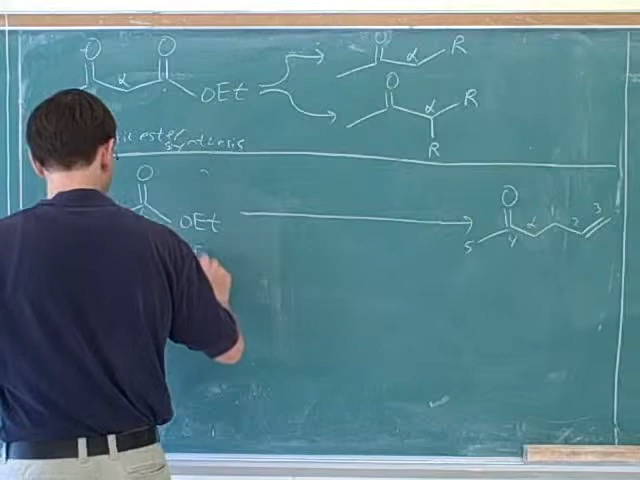 O O O R
α α
OEt O R
α
R
ester synthesis
O O
OEt α 1 2 3
5 4